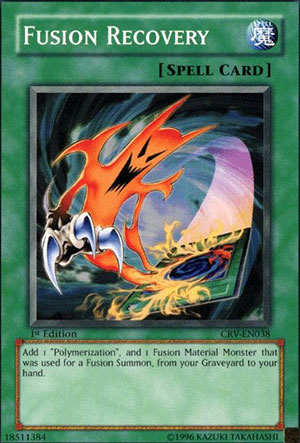 FUSION RECOVERY
魔
[SPELL CARD]
1st Edition
CRV-EN038
Add 1 "Polymerization", and 1 Fusion Material Monster that
was used for a Fusion Summon, from your Graveyard to your
hand.
18511384
©1996 KAZUKI TAKAHASHI